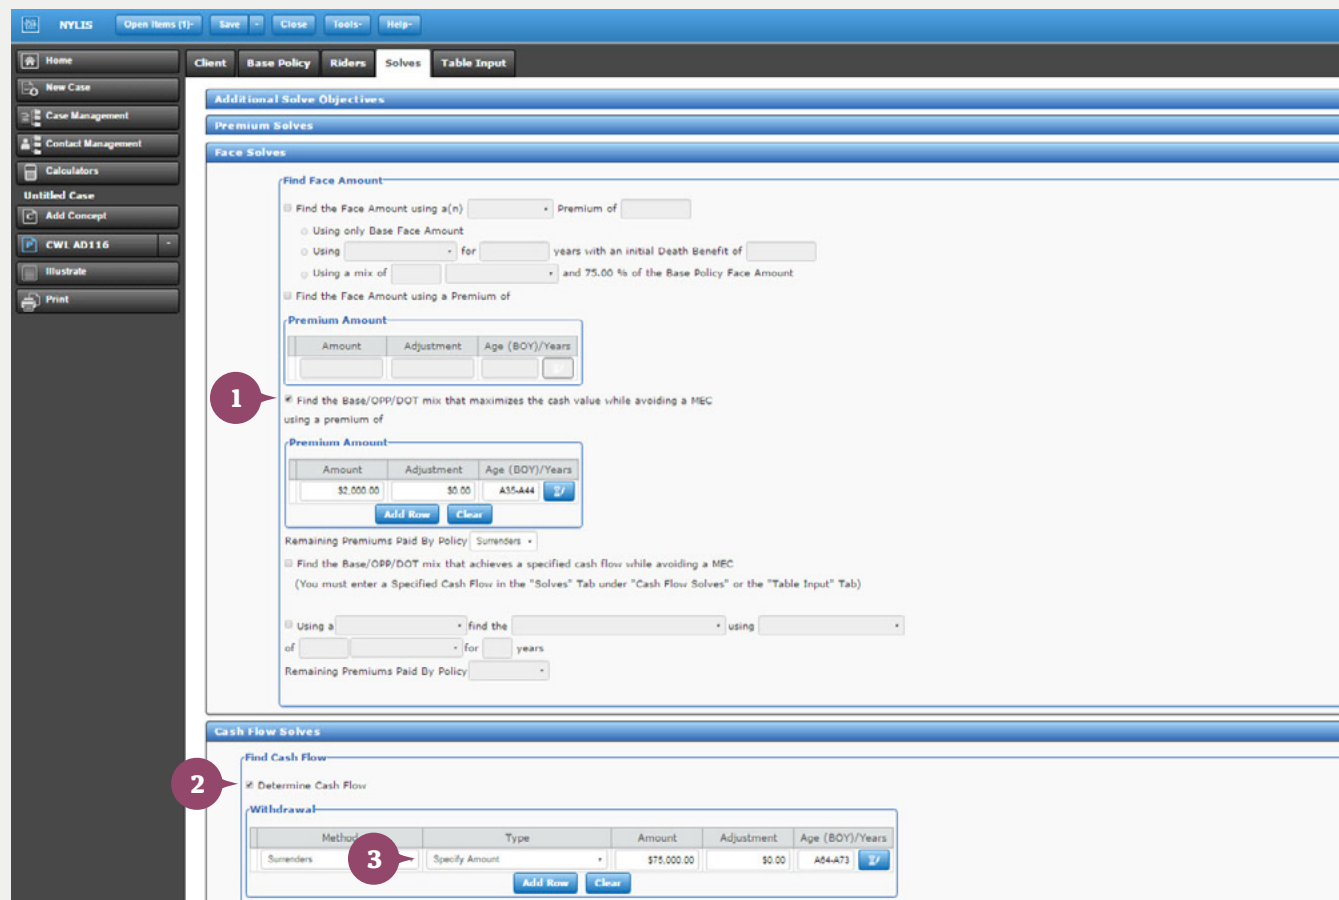 NYLIS Open Items (1)- Save - Close Tools- Help-
Home
New Case
Case Management
Contact Management
Calculators
Untitled Case
Add Concept
CWL AD116
Illustrate
Print
Client Base Policy Riders Solves Table Input
Additional Solve Objectives
Premium Solves
Face Solves
Find Face Amount
Find the Face Amount using a(n) Premium of
Using only Base Face Amount
Using for years with an initial Death Benefit of
Using a mix of and 75.00 % of the Base Policy Face Amount
Find the Face Amount using a Premium of
Premium Amount
Amount Adjustment Age (BOY)/Years
1 Find the Base/OPP/DOT mix that maximizes the cash value while avoiding a MEC
using a premium of
Premium Amount
Amount Adjustment Age (BOY)/Years
$2,000.00 $0.00 A35-A44
Add Row Clear
Remaining Premiums Paid By Policy Surrenders
Find the Base/OPP/DOT mix that achieves a specified cash flow while avoiding a MEC
(You must enter a Specified Cash Flow in the "Solves" Tab under "Cash Flow Solves" or the "Table Input" Tab)
Using a find the using
of for years
Remaining Premiums Paid By Policy
Cash Flow Solves
Find Cash Flow
2 Determine Cash Flow
Withdrawal
Method Type Amount Adjustment Age (BOY)/Years
Surrenders 3 Specify Amount $75,000.00 $0.00 A64-A73
Add Row Clear